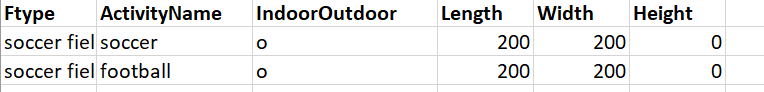 Ftype ActivityName IndoorOutdoor Length Width Height
soccer fiel soccer o 200 200 0
soccer fiel football o 200 200 0